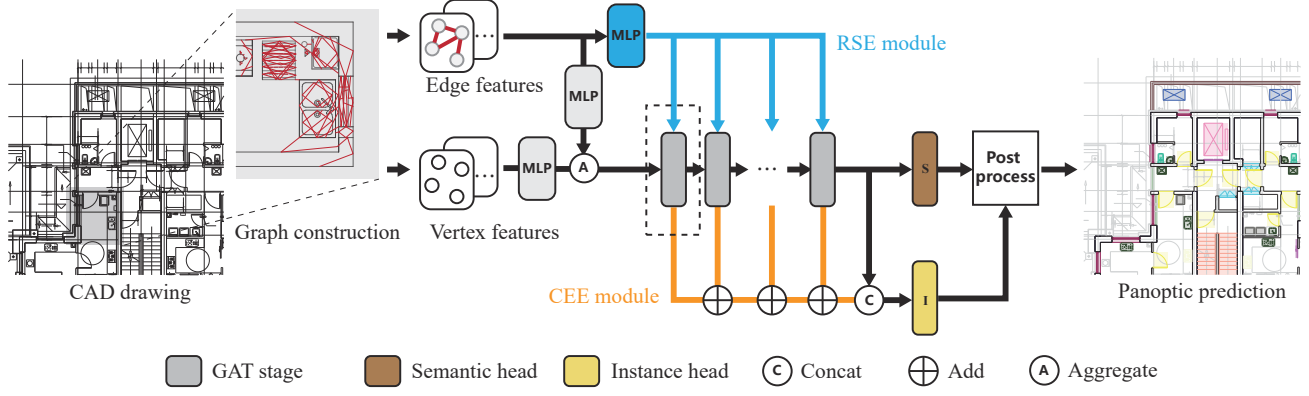 MLP
RSE module
Edge features
MLP
MLP
A
S
Post
process
Graph construction
Vertex features
CAD drawing
CEE module
C
I
Panoptic prediction
GAT stage
Semantic head
Instance head
C
Concat
Add
A
Aggregate